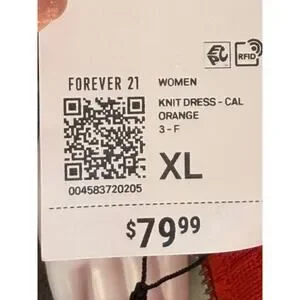 RFID
FOREVER 21
WOMEN
KNIT DRESS - CAL
ORANGE
3 - F
XL
004583720205
$79.99